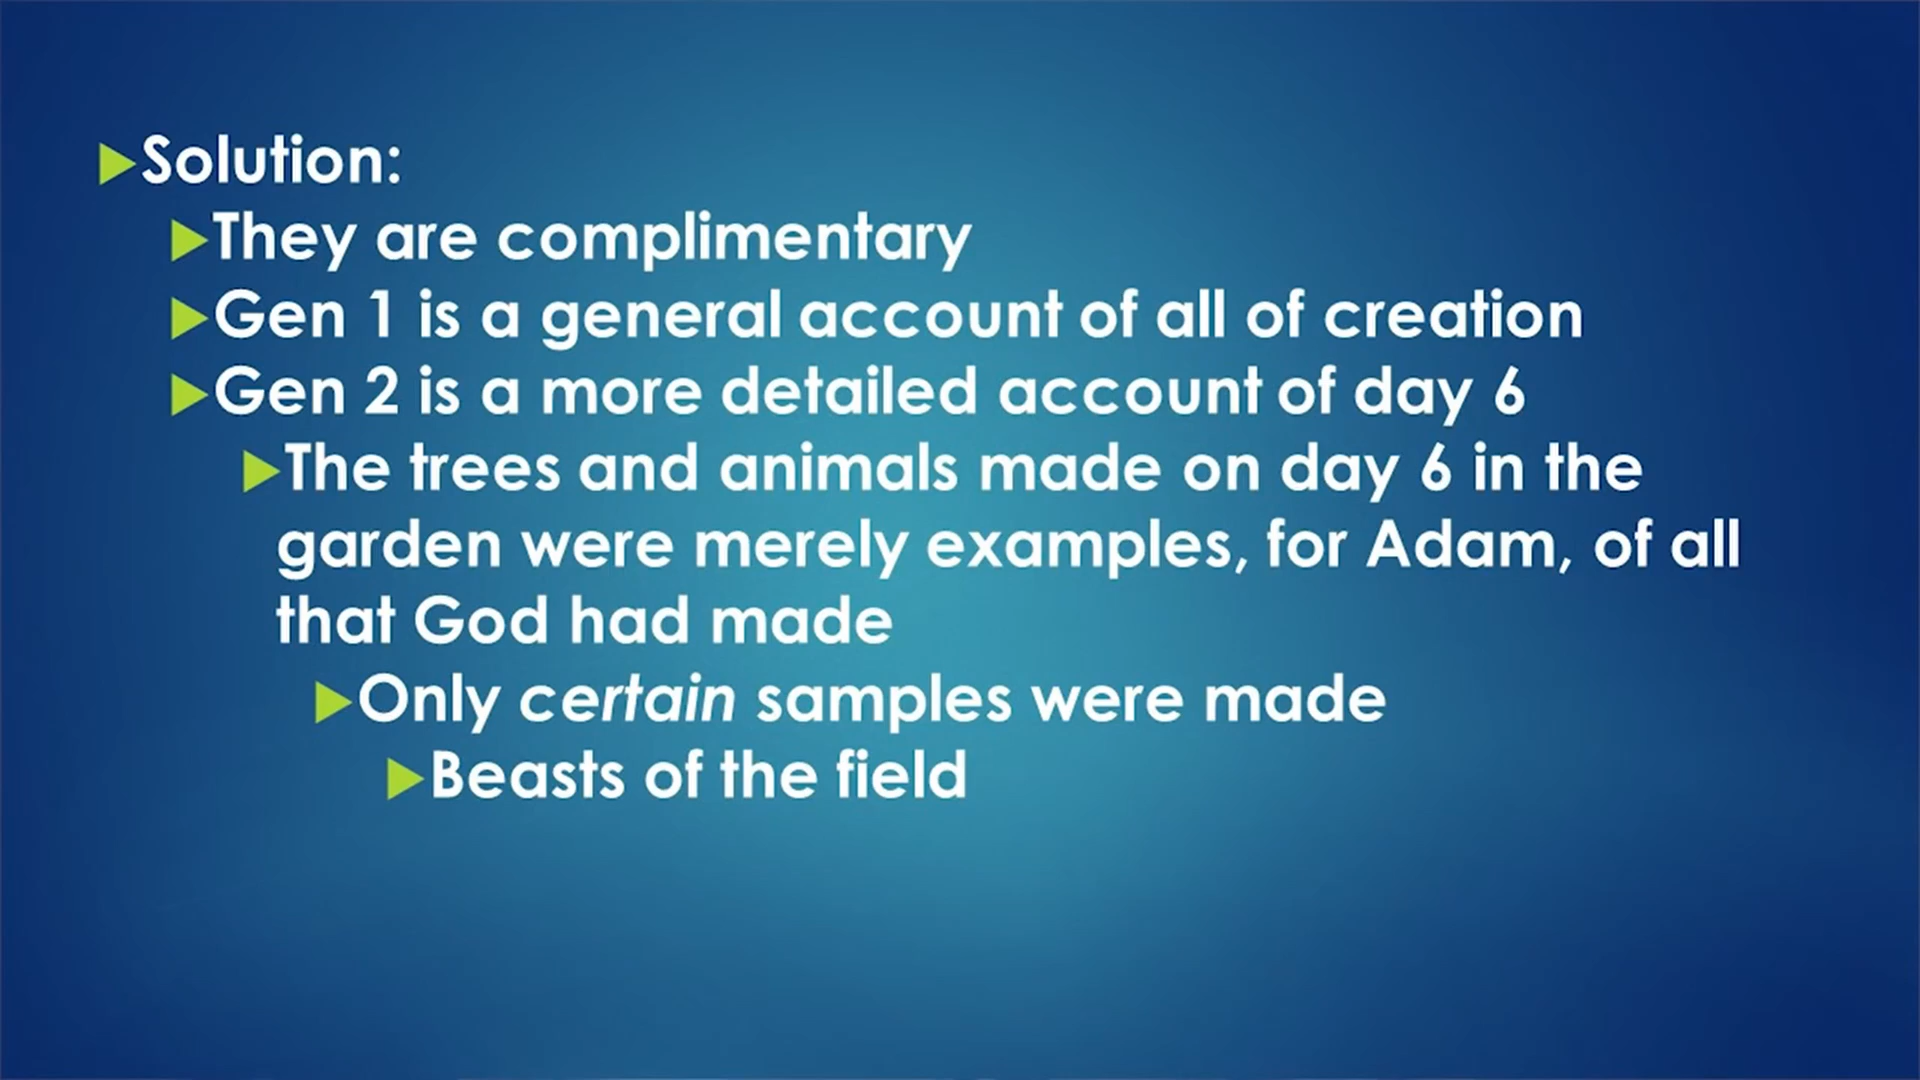 Solution:
They are complimentary
Gen 1 is a general account of all of creation
Gen 2 is a more detailed account of day 6
The trees and animals made on day 6 in the
garden were merely examples, for Adam, of all
that God had made
Only certain samples were made
Beasts of the field